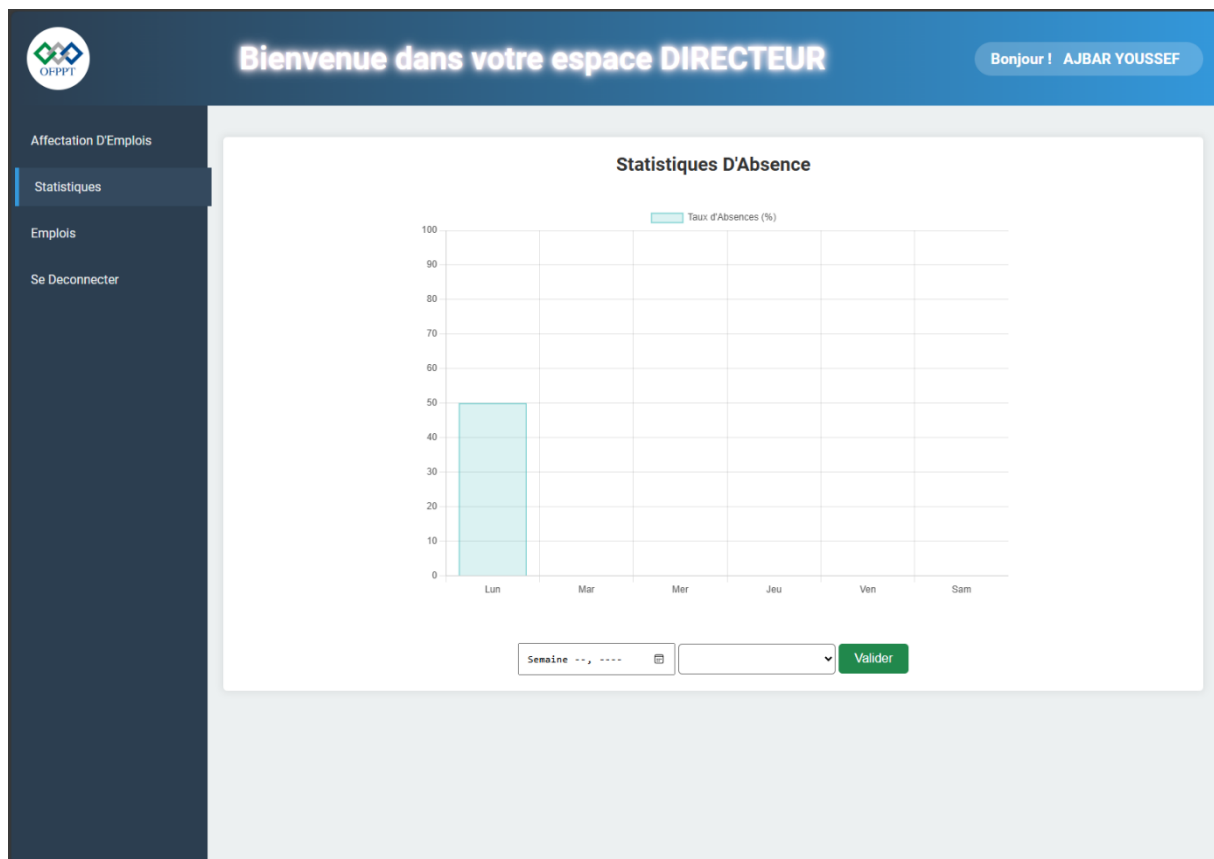 OFPPT
Bienvenue dans votre espace DIRECTEUR
Bonjour ! AJBAR YOUSSEF
Affectation D'Emplois
Statistiques
Emplois
Se Deconnecter
Statistiques D'Absence
Taux d'Absences (%)
100
90
80
70
60
50
40
30
20
10
0
Lun Mar Mer Jeu Ven Sam
Semaine --, ----
Valider